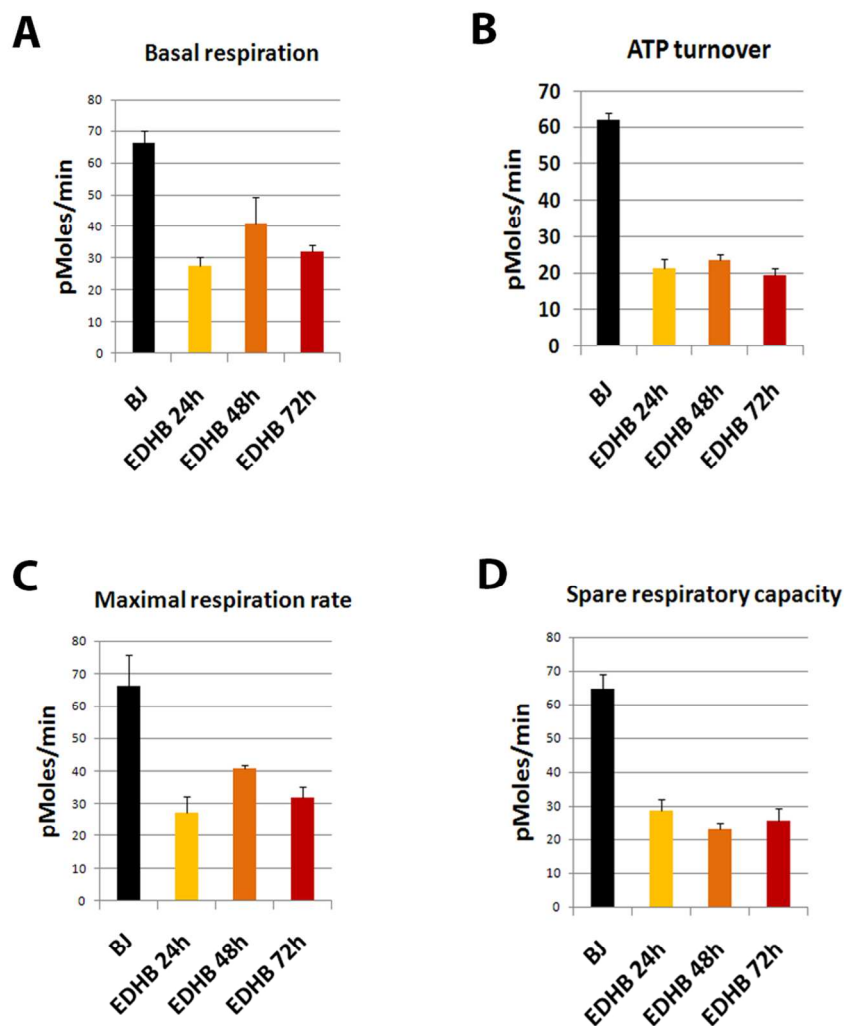 A
Basal respiration
pMoles/min
80
70
60
50
40
30
20
10
0
BJ
EDHB 24h
EDHB 48h
EDHB 72h
B
ATP turnover
pMoles/min
70
60
50
40
30
20
10
0
BJ
EDHB 24h
EDHB 48h
EDHB 72h
C
Maximal respiration rate
pMoles/min
80
70
60
50
40
30
20
10
0
BJ
EDHB 24h
EDHB 48h
EDHB 72h
D
Spare respiratory capacity
pMoles/min
80
70
60
50
40
30
20
10
0
BJ
EDHB 24h
EDHB 48h
EDHB 72h